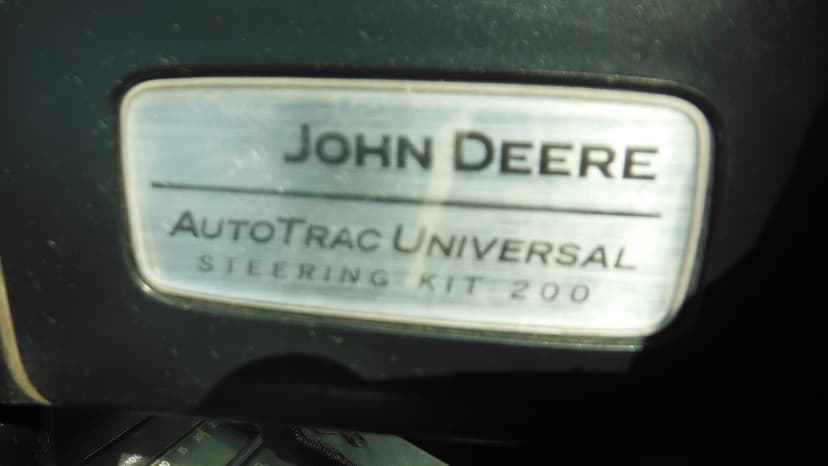 JOHN DEERE
AUTOTRAC UNIVERSAL
STEERING KIT 200